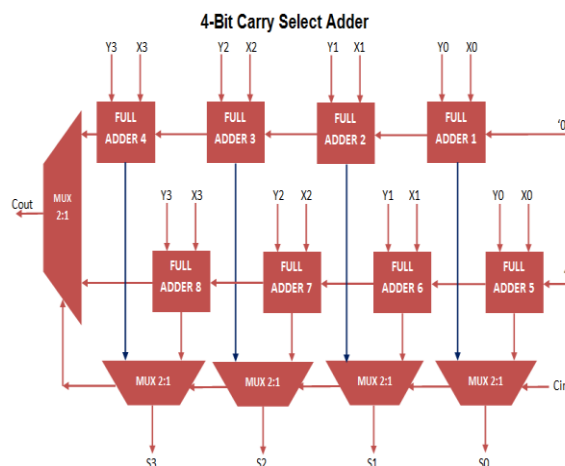 4-Bit Carry Select Adder
Y3 X3 Y2 X2 Y1 X1 Y0 X0
FULL ADDER 4
FULL ADDER 3
FULL ADDER 2
FULL ADDER 1
'0
MUX 2:1
Cout
Y3 X3 Y2 X2 Y1 X1 Y0 X0
FULL ADDER 8
FULL ADDER 7
FULL ADDER 6
FULL ADDER 5
MUX 2:1
MUX 2:1
MUX 2:1
MUX 2:1
Cin
S3 S2 S1 S0